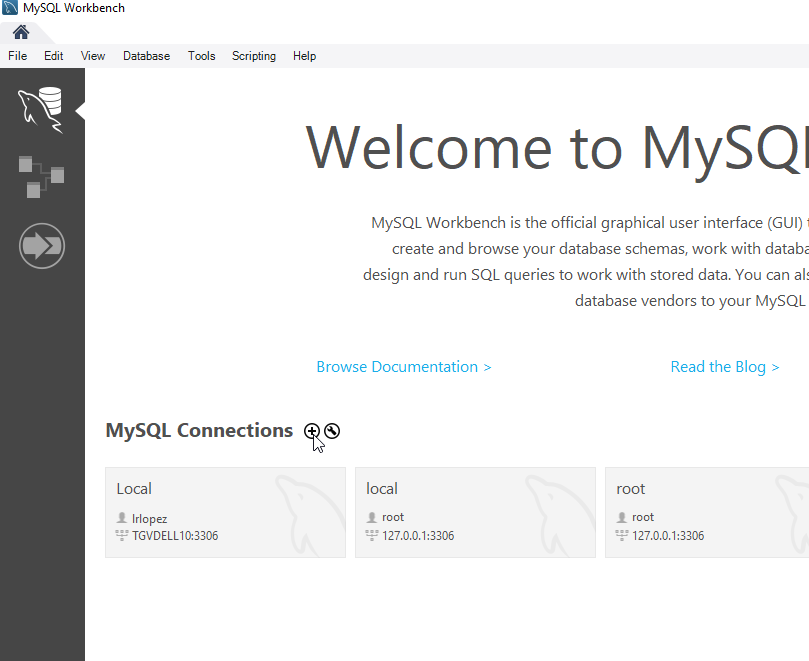 MySQL Workbench
File Edit View Database Tools Scripting Help
Welcome to MySQL
MySQL Workbench is the official graphical user interface (GUI)
create and browse your database schemas, work with
design and run SQL queries to work with stored data. You can
database vendors to your MySQL
Browse Documentation >
Read the Blog >
MySQL Connections
Local
lrlopez
TGVDELL10:3306
local
root
127.0.0.1:3306
root
root
127.0.0.1:3306